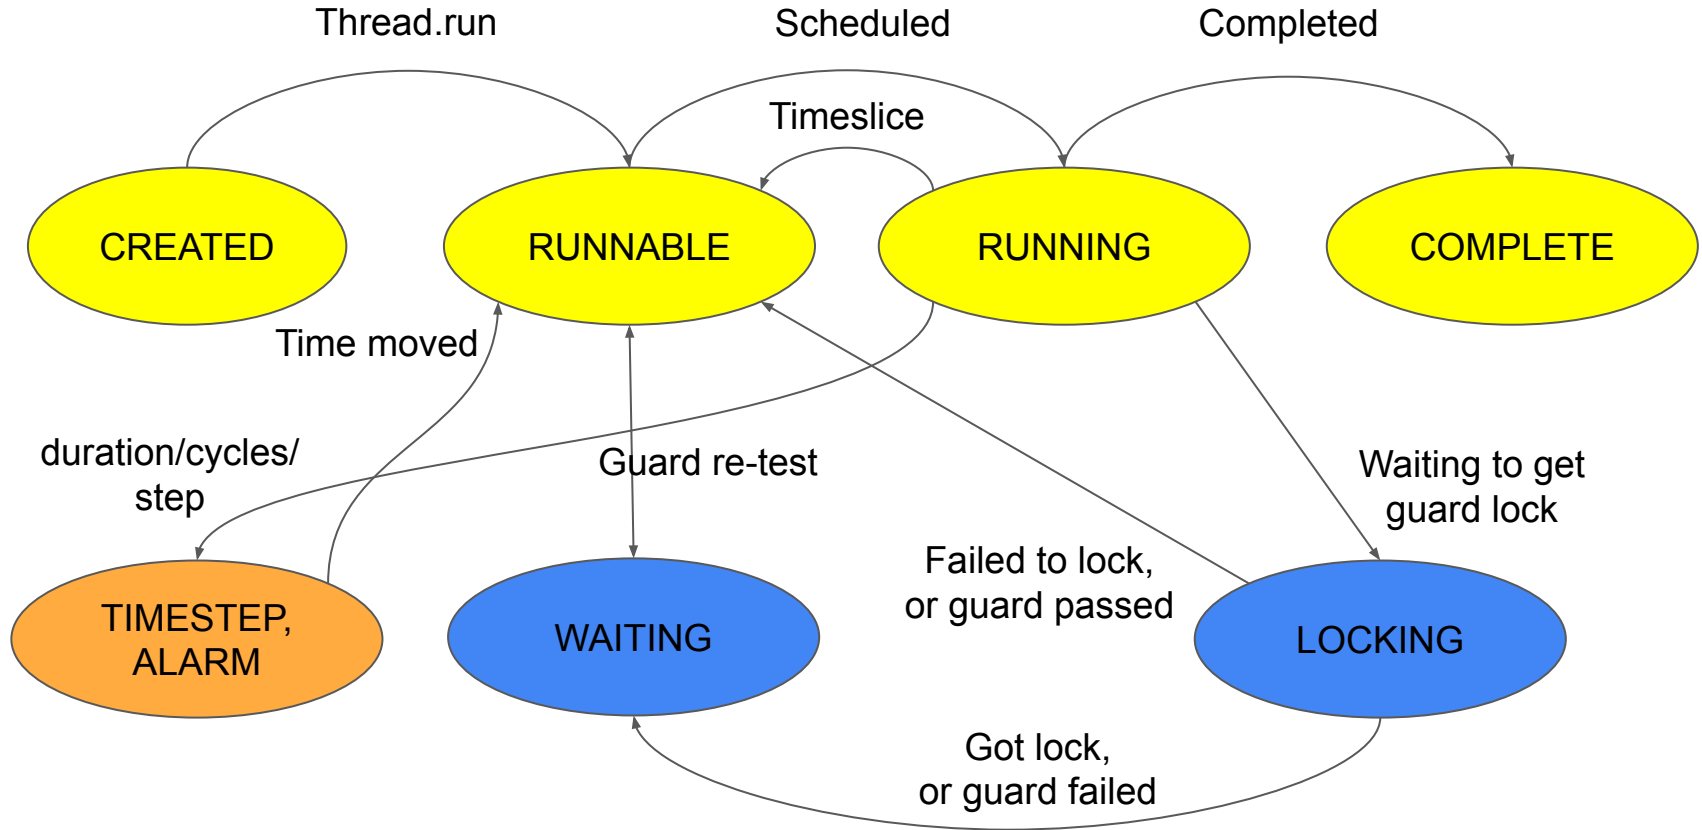 Thread.run
Scheduled
Completed
Timeslice
CREATED
RUNNABLE
RUNNING
COMPLETE
Time moved
duration/cycles/
step
Guard re-test
Waiting to get
guard lock
Failed to lock,
or guard passed
TIMESTEP,
ALARM
WAITING
LOCKING
Got lock,
or guard failed